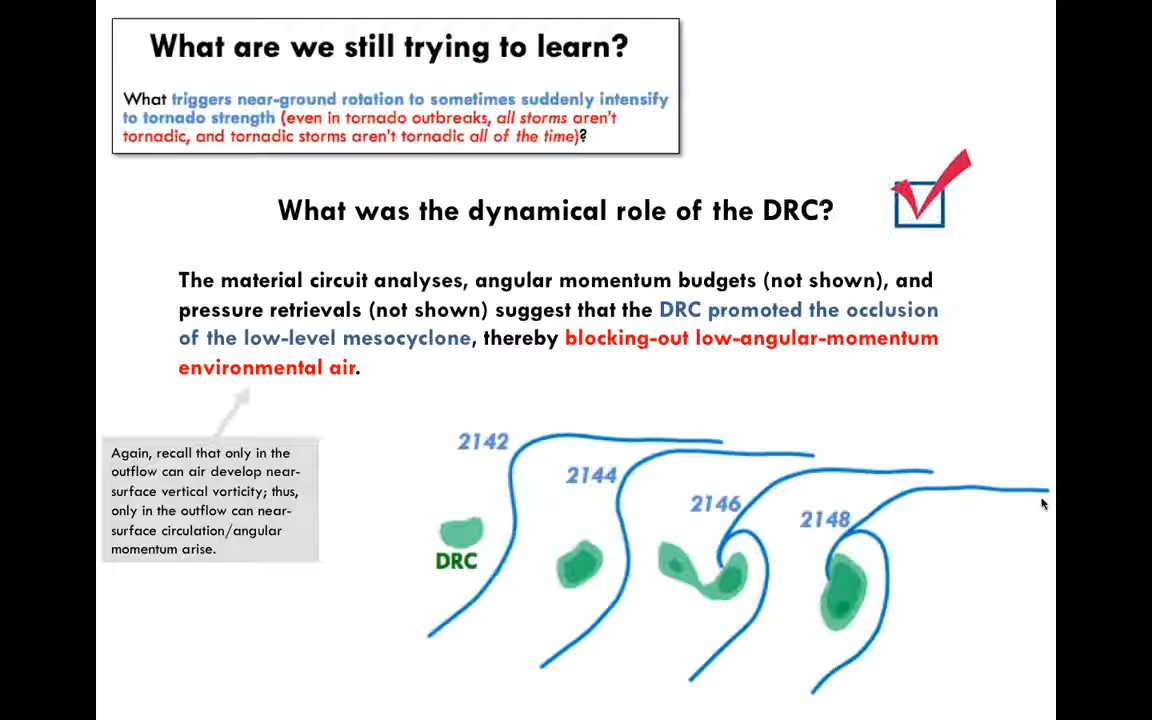 What are we still trying to learn?
What triggers near-ground rotation to sometimes suddenly intensify
to tornado strength (even in tornado outbreaks, all storms aren't
tornadic, and tornadic storms aren't tornadic all of the time)?
What was the dynamical role of the DRC?
The material circuit analyses, angular momentum budgets (not shown), and
pressure retrievals (not shown) suggest that the DRC promoted the occlusion
of the low-level mesocyclone, thereby blocking-out low-angular-momentum
environmental air.
Again, recall that only in the
outflow can air develop near-
surface vertical vorticity; thus,
only in the outflow can near-
surface circulation/angular
momentum arise.
2142
2144
2146
2148
DRC